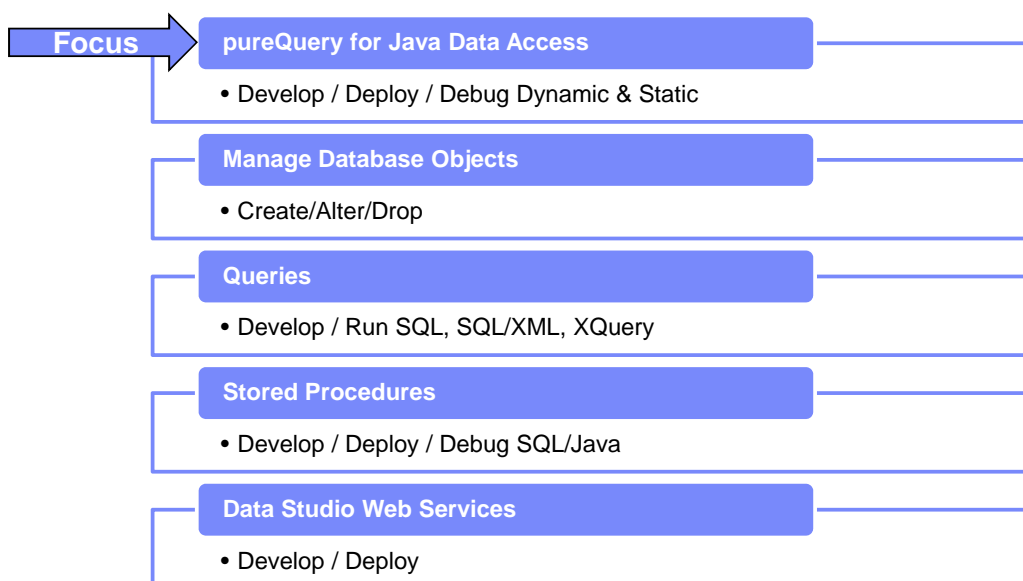 Focus
pureQuery for Java Data Access
• Develop / Deploy / Debug Dynamic & Static
Manage Database Objects
• Create/Alter/Drop
Queries
• Develop / Run SQL, SQL/XML, XQuery
Stored Procedures
• Develop / Deploy / Debug SQL/Java
Data Studio Web Services
• Develop / Deploy